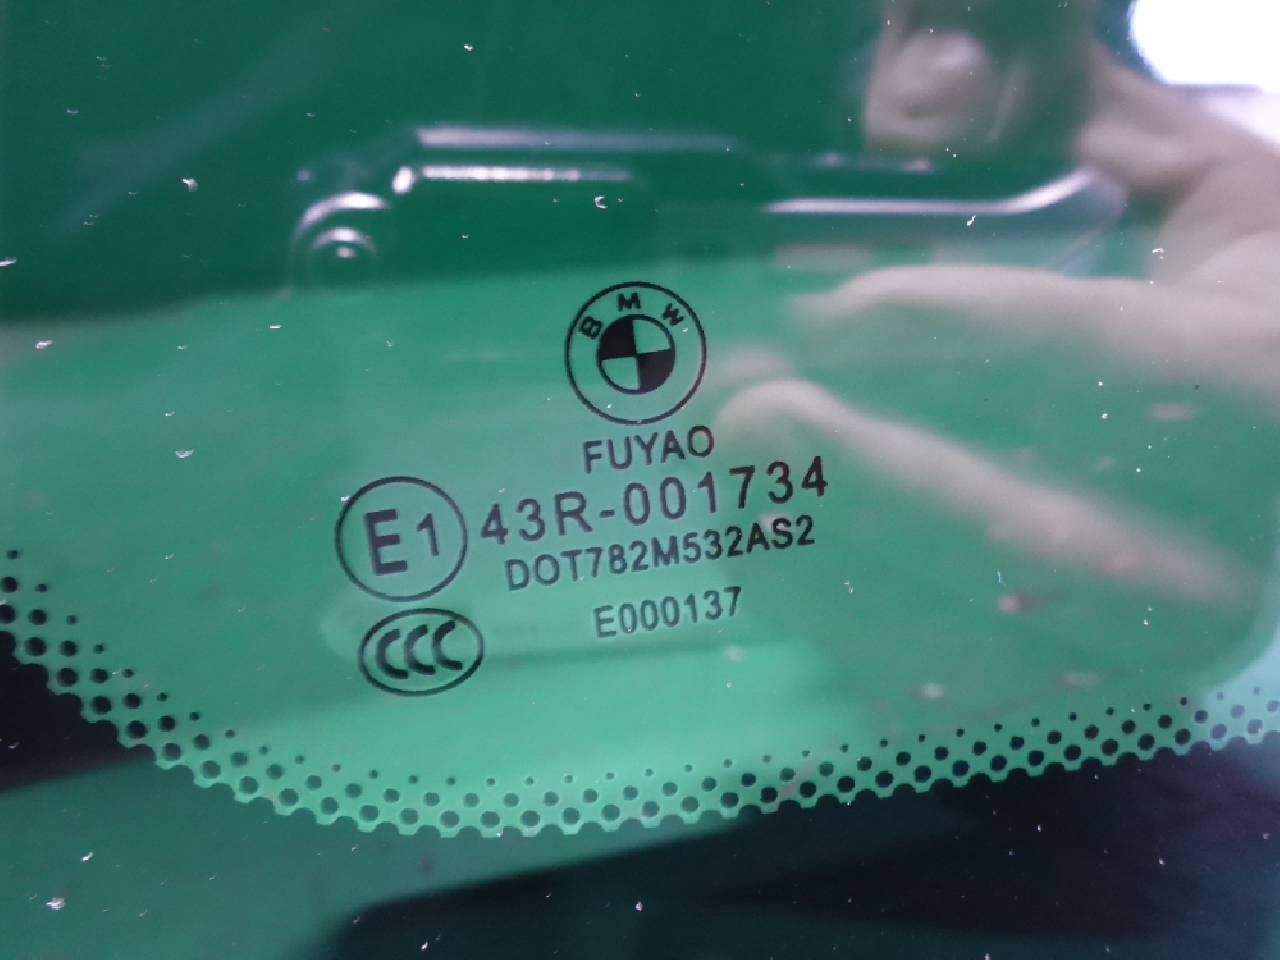 BMW
FUYAO
E1 43R-001734
DOT782M532AS2
CCC E000137